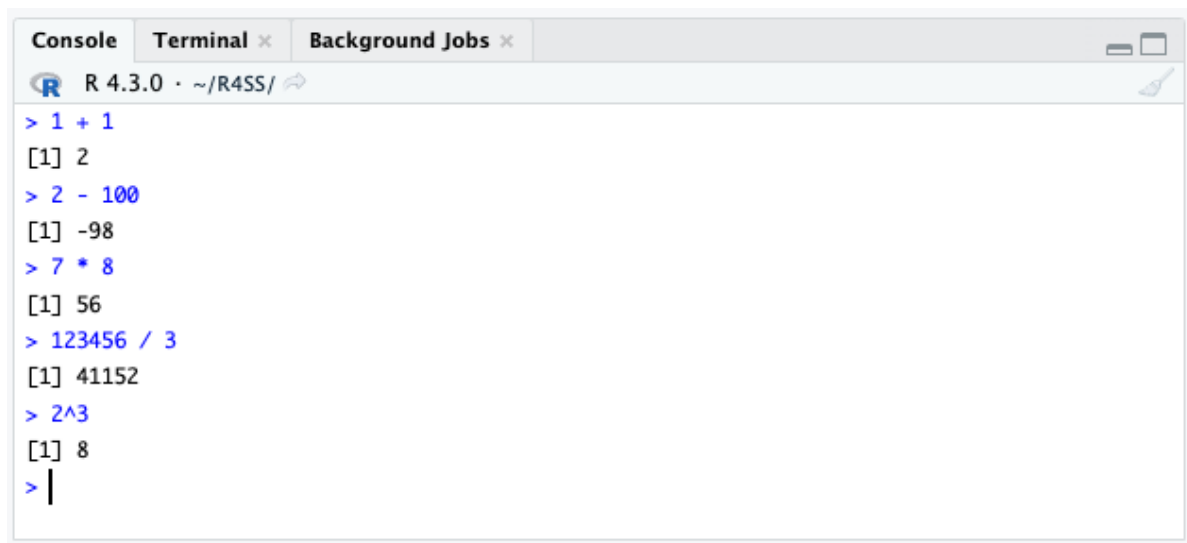 Console Terminal Background Jobs
R R 4.3.0 · ~/R4SS/
> 1 + 1
[1] 2
> 2 - 100
[1] -98
> 7 * 8
[1] 56
> 123456 / 3
[1] 41152
> 2^3
[1] 8
>